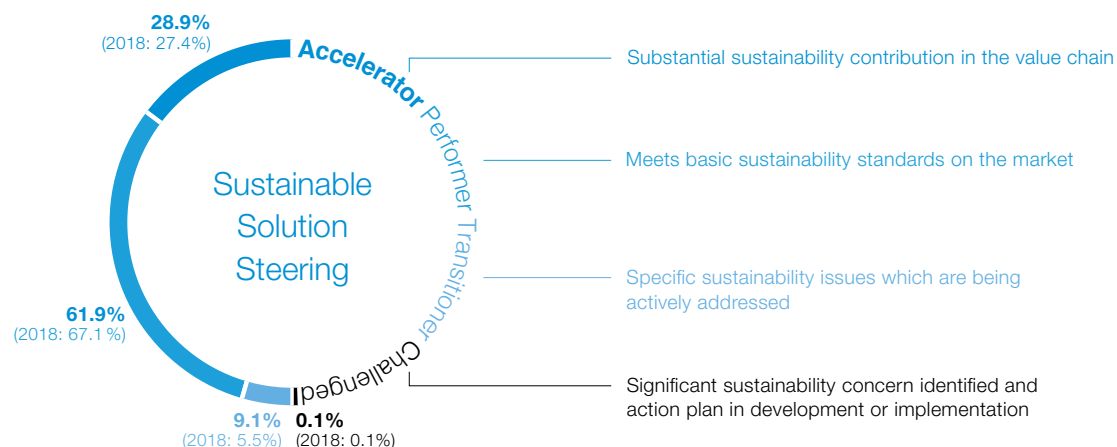 28.9%
(2018: 27.4%)
Accelerator
Substantial sustainability contribution in the value chain
Performer
Meets basic sustainability standards on the market
Sustainable
Solution
Steering
Transitioner
Specific sustainability issues which are being
actively addressed
61.9%
(2018: 67.1%)
Challenged
Significant sustainability concern identified and
action plan in development or implementation
9.1%
(2018: 5.5%)
0.1%
(2018: 0.1%)